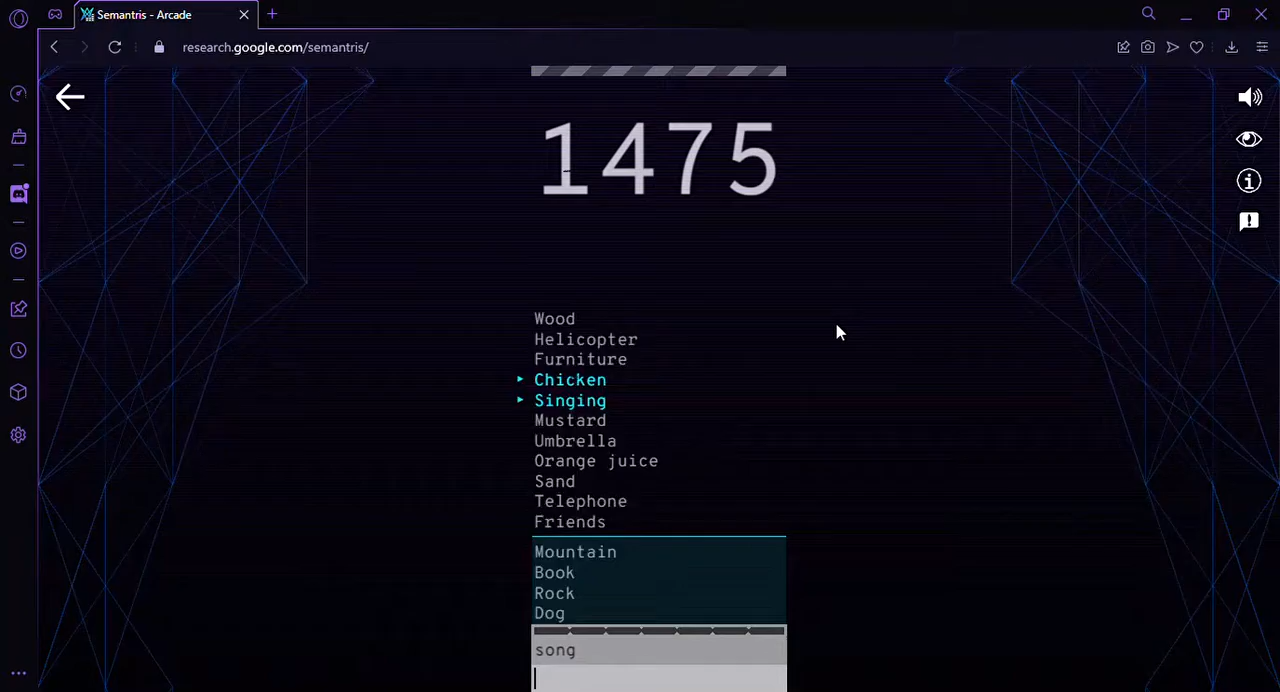 Semantris - Arcade
research.google.com/semantris/
1475
Wood
Helicopter
Furniture
Chicken
Singing
Mustard
Umbrella
Orange juice
Sand
Telephone
Friends
Mountain
Book
Rock
Dog
song